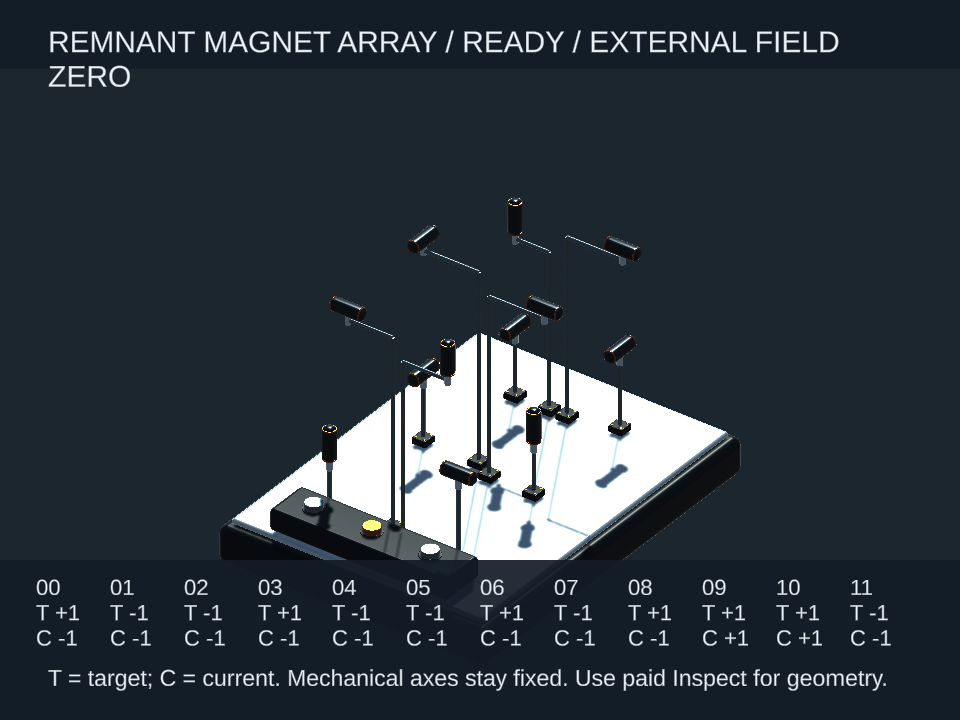 REMNANT MAGNET ARRAY / READY / EXTERNAL FIELD
ZERO
00 01 02 03 04 05 06 07 08 09 10 11
T +1 T -1 T -1 T +1 T -1 T -1 T +1 T -1 T +1 T +1 T +1 T -1
C -1 C -1 C -1 C -1 C -1 C -1 C -1 C -1 C -1 C +1 C +1 C -1
T = target; C = current. Mechanical axes stay fixed. Use paid Inspect for geometry.